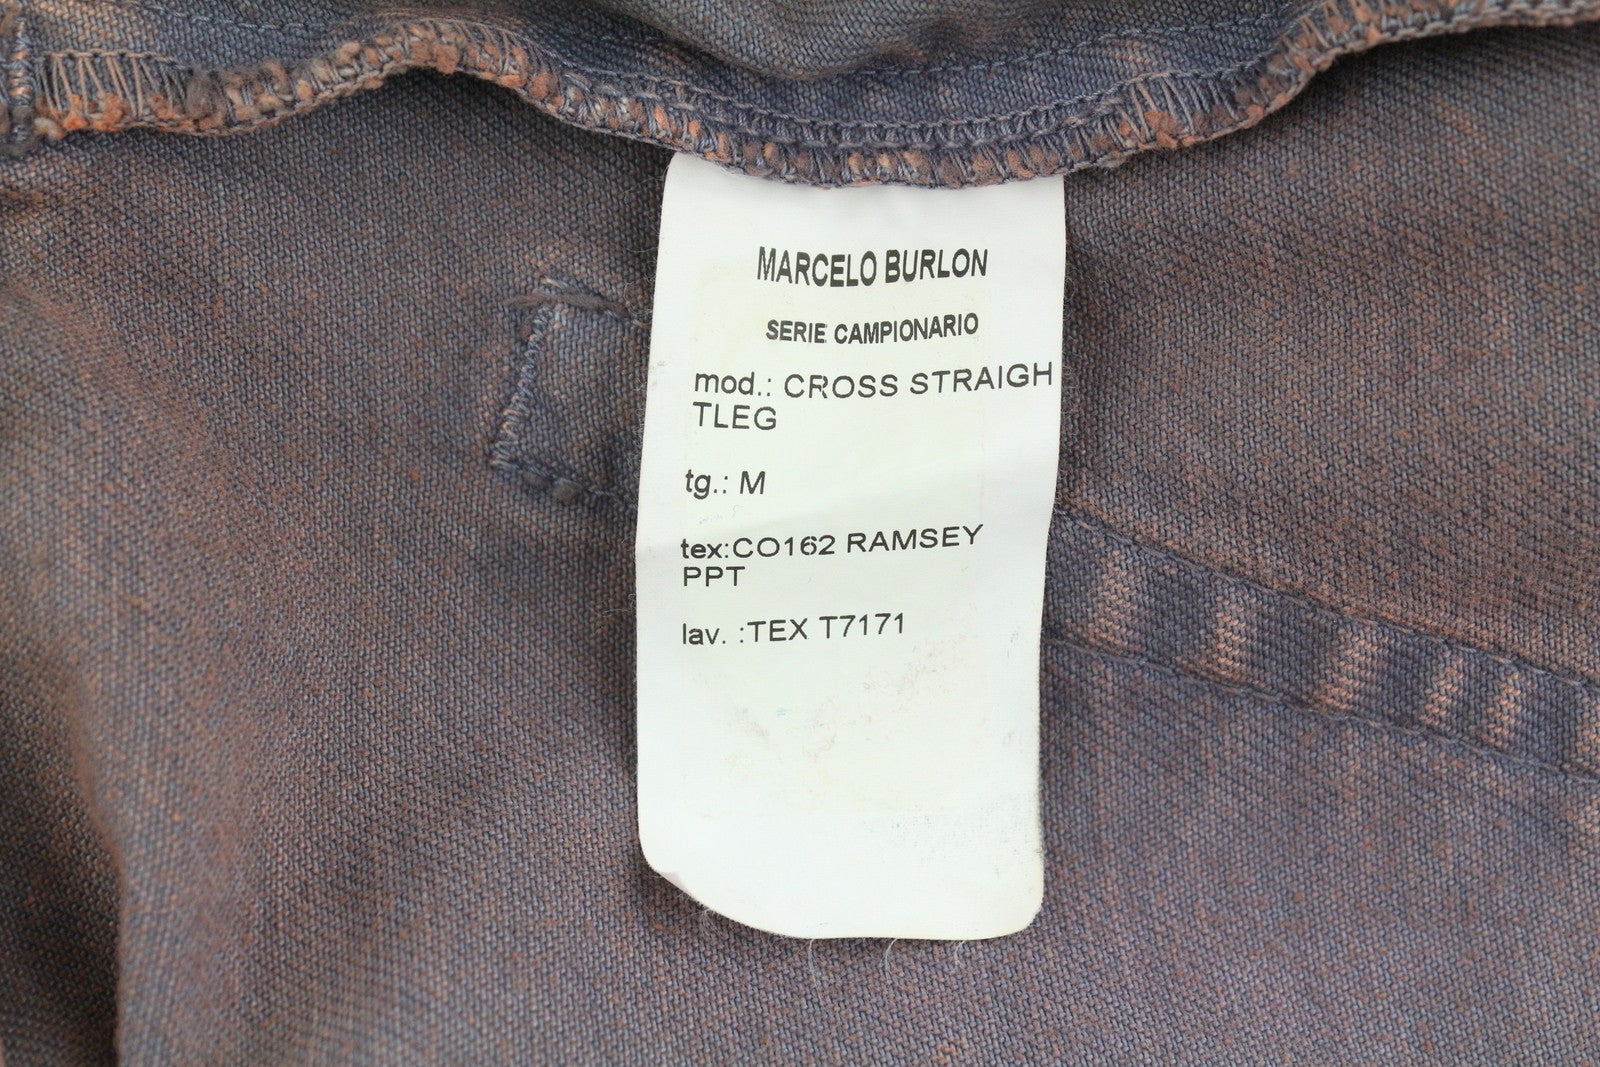 MARCELO BURLON
SERIE CAMPIONARIO
mod.: CROSS STRAIGH
TLEG
tg.: M
tex:CO162 RAMSEY
PPT
lav. :TEX T7171